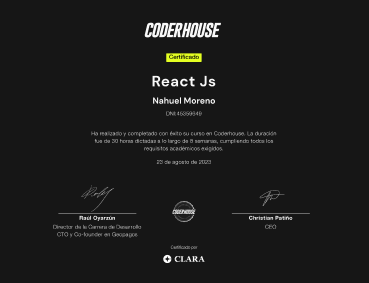 CODERHOUSE
Certificado
React Js
Nahuel Moreno
DNI:45359649
Ha realizado y completado con éxito su curso en Coderhouse. La duración
fue de 30 horas dictadas a lo largo de 8 semanas, cumpliendo todos los
requisitos académicos exigidos.
23 de agosto de 2023
CODERHOUSE
Raúl Oyarzún
Director de la Carrera de Desarrollo
CTO y Co-founder en Geopagos
Christian Patiño
CEO
Certificado por
CLARA